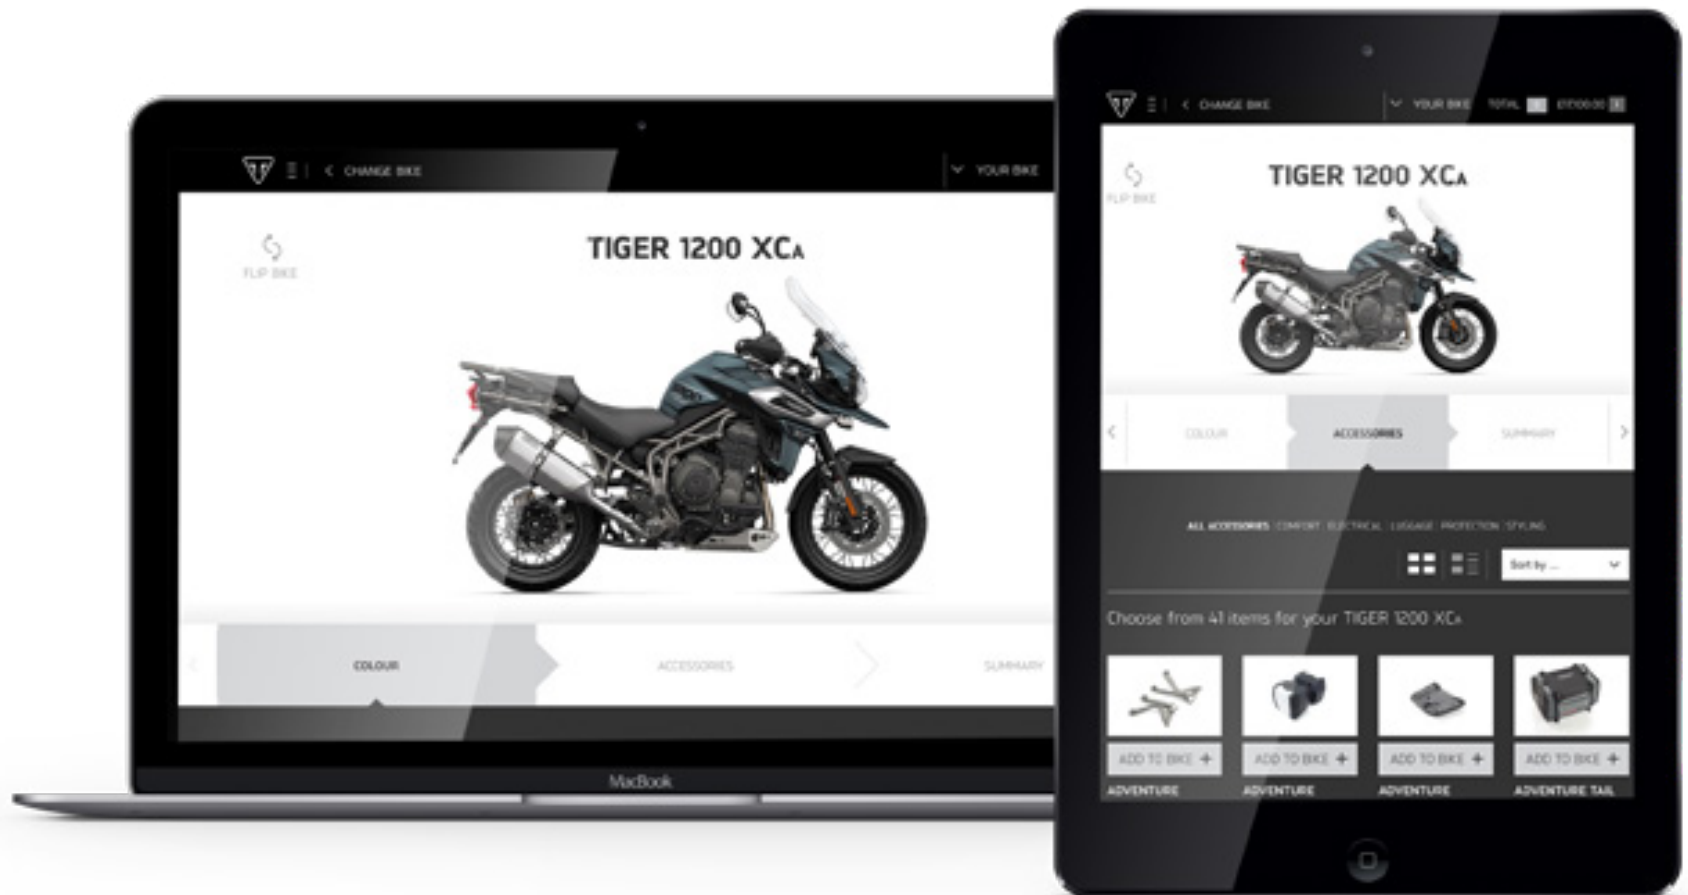 CHANGE BIKE
YOUR BIKE
FLIP BIKE
TIGER 1200 XCA
COLOUR
ACCESSORIES
SUMMARY
MacBook
CHANGE BIKE
YOUR BIKE
TOTAL
FLIP BIKE
TIGER 1200 XCA
COLOUR
ACCESSORIES
SUMMARY
ALL ACCESSORIES COMFORT ELECTRICAL LUGGAGE PROTECTION STYLING
Sort by ...
Choose from 41 items for your TIGER 1200 XCA
ADD TO BIKE + ADD TO BIKE + ADD TO BIKE + ADD TO BIKE +
ADVENTURE ADVENTURE ADVENTURE ADVENTURE TAIL